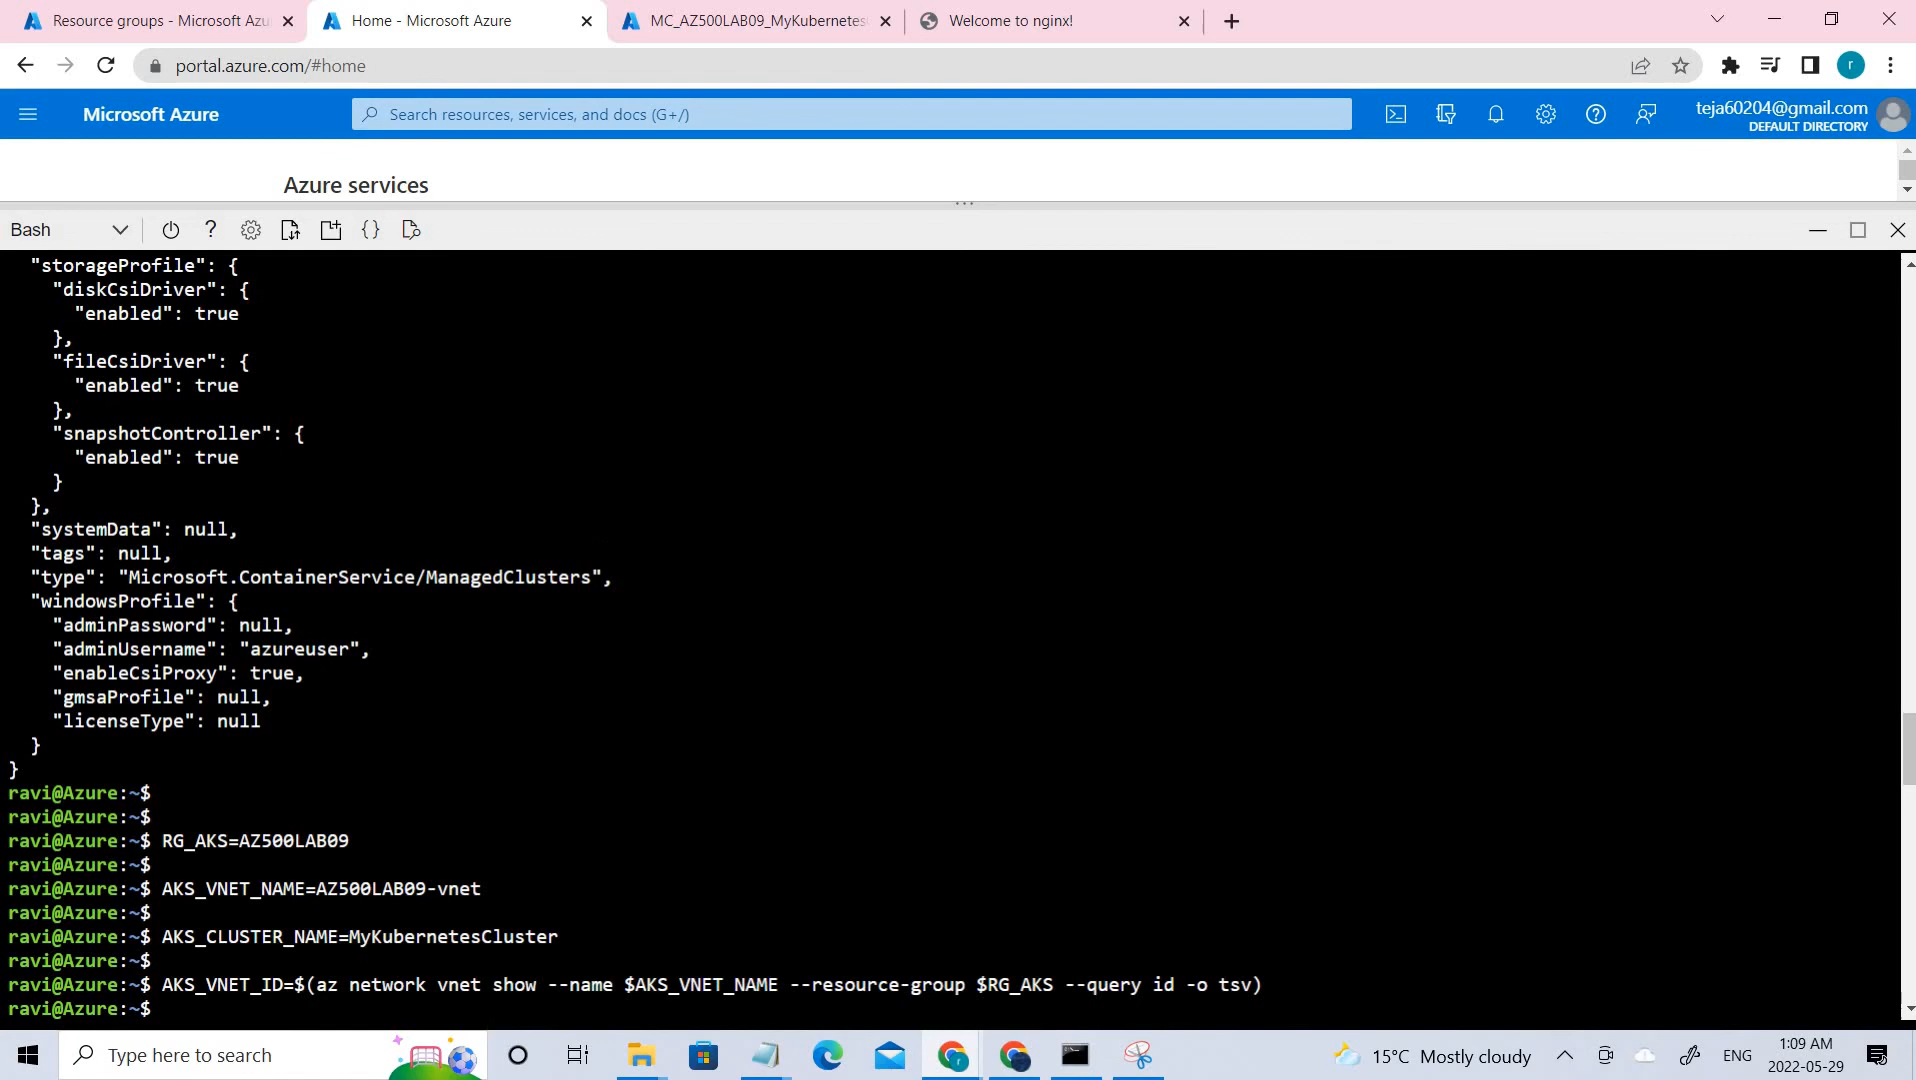 Resource groups - Microsoft Azu
Home - Microsoft Azure
MC_AZ500LAB09_MyKubernetes
Welcome to nginx!
portal.azure.com/#home
r
Microsoft Azure
Search resources, services, and docs (G+/)
teja60204@gmail.com
DEFAULT DIRECTORY
Azure services
Bash
"storageProfile": {
"diskCsiDriver": {
"enabled": true
},
"fileCsiDriver": {
"enabled": true
},
"snapshotController": {
"enabled": true
}
},
"systemData": null,
"tags": null,
"type": "Microsoft.ContainerService/ManagedClusters",
"windowsProfile": {
"adminPassword": null,
"adminUsername": "azureuser",
"enableCsiProxy": true,
"gmsaProfile": null,
"licenseType": null
}
}
ravi@Azure:~$
ravi@Azure:~$
ravi@Azure:~$ RG_AKS=AZ500LAB09
ravi@Azure:~$
ravi@Azure:~$ AKS_VNET_NAME=AZ500LAB09-vnet
ravi@Azure:~$
ravi@Azure:~$ AKS_CLUSTER_NAME=MyKubernetesCluster
ravi@Azure:~$
ravi@Azure:~$ AKS_VNET_ID=$(az network vnet show --name $AKS_VNET_NAME --resource-group $RG_AKS --query id -o tsv)
ravi@Azure:~$
Type here to search
15°C Mostly cloudy
ENG
1:09 AM
2022-05-29